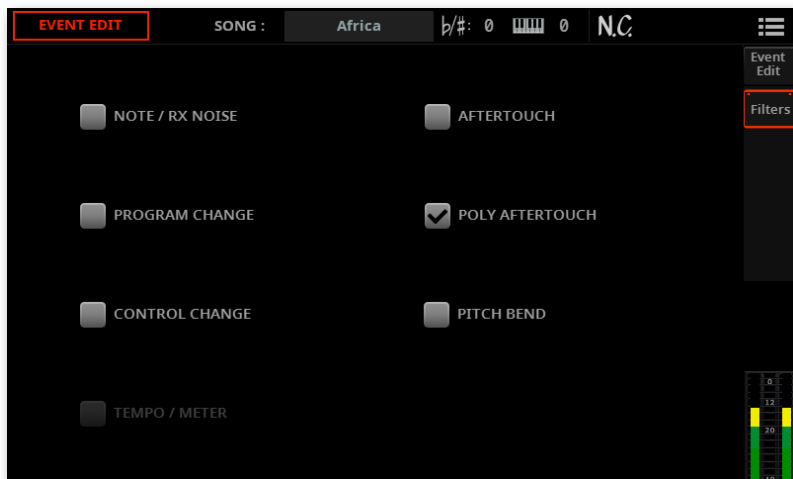 EVENT EDIT SONG : Africa ♭/#: 0 0 N.C.
Event
Edit
Filters
NOTE / RX NOISE AFTERTOUCH
PROGRAM CHANGE POLY AFTERTOUCH
CONTROL CHANGE PITCH BEND
TEMPO / METER
0
12
20
40